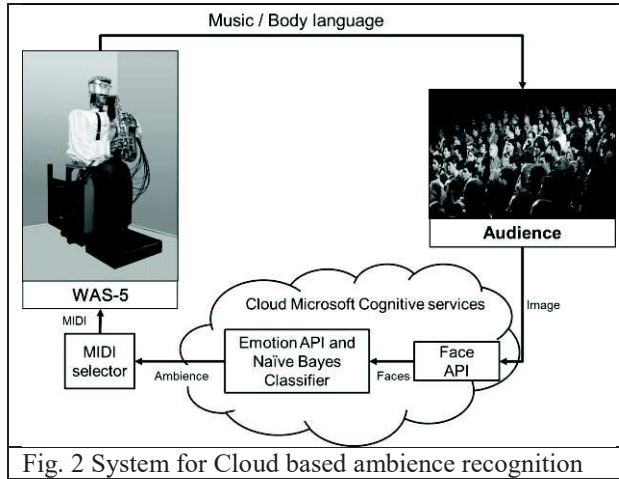 Music / Body language
WAS-5
Audience
MIDI
Image
Cloud Microsoft Cognitive services
MIDI
selector
Ambience
Emotion API and
Naïve Bayes
Classifier
Faces
Face
API
Fig. 2 System for Cloud based ambience recognition